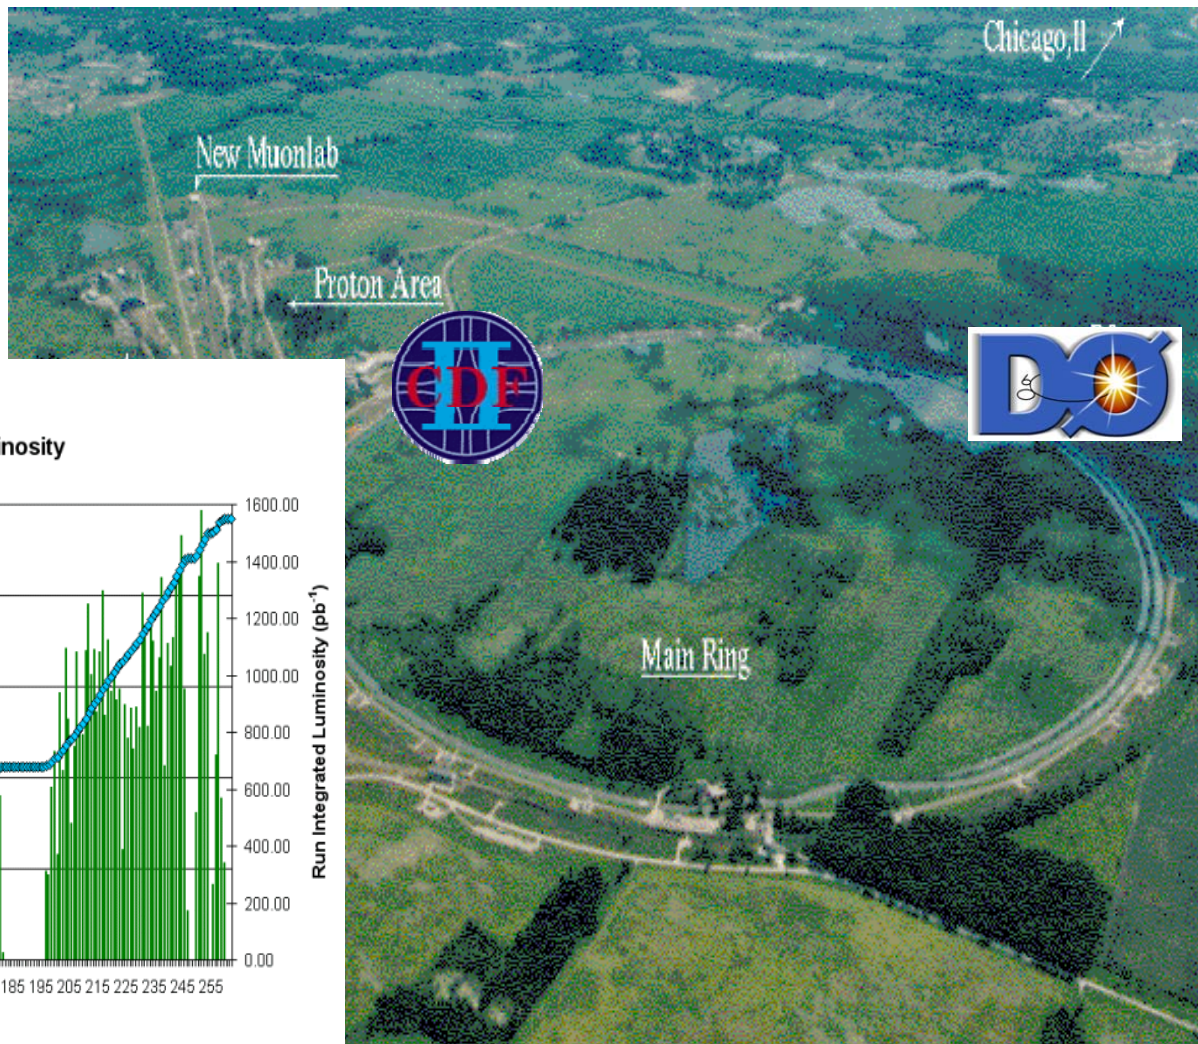 Chicago,Il
New Muonlab
Proton Area
II
CDF
DØ
Main Ring
1600.00
1400.00
1200.00
1000.00
800.00
600.00
400.00
200.00
0.00
Run Integrated Luminosity (pb⁻¹)
185 195 205 215 225 235 245 255